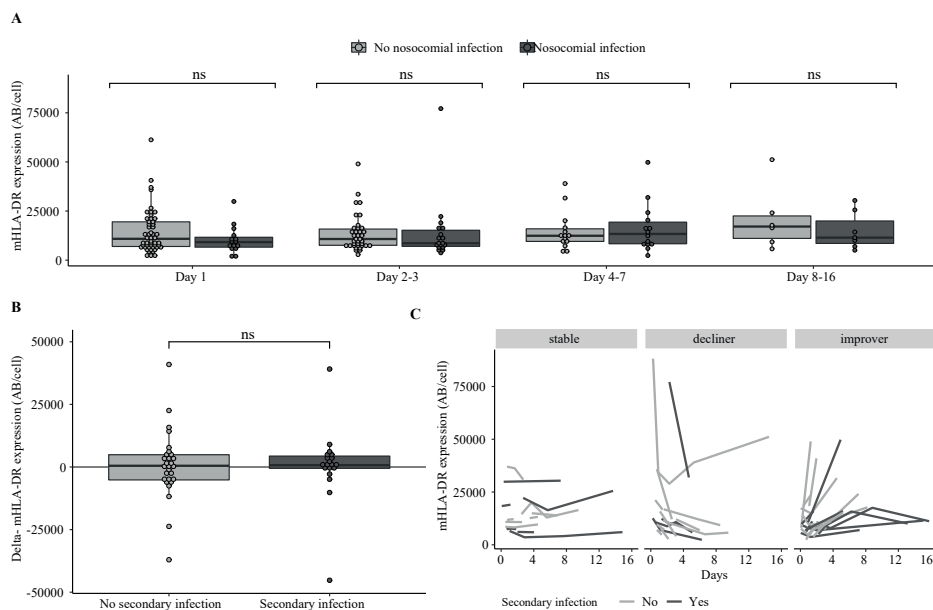 A
No nosocomial infection Nosocomial infection
mHLA-DR expression (AB/cell)
75000
50000
25000
0
ns ns ns ns
Day 1 Day 2-3 Day 4-7 Day 8-16
B
Delta- mHLA-DR expression (AB/cell)
50000
25000
0
-25000
-50000
ns
No secondary infection Secondary infection
C
stable decliner improver
mHLA-DR expression (AB/cell)
75000
50000
25000
0
0 4 8 12 16 0 4 8 12 16 0 4 8 12 16
Days
Secondary infection No Yes